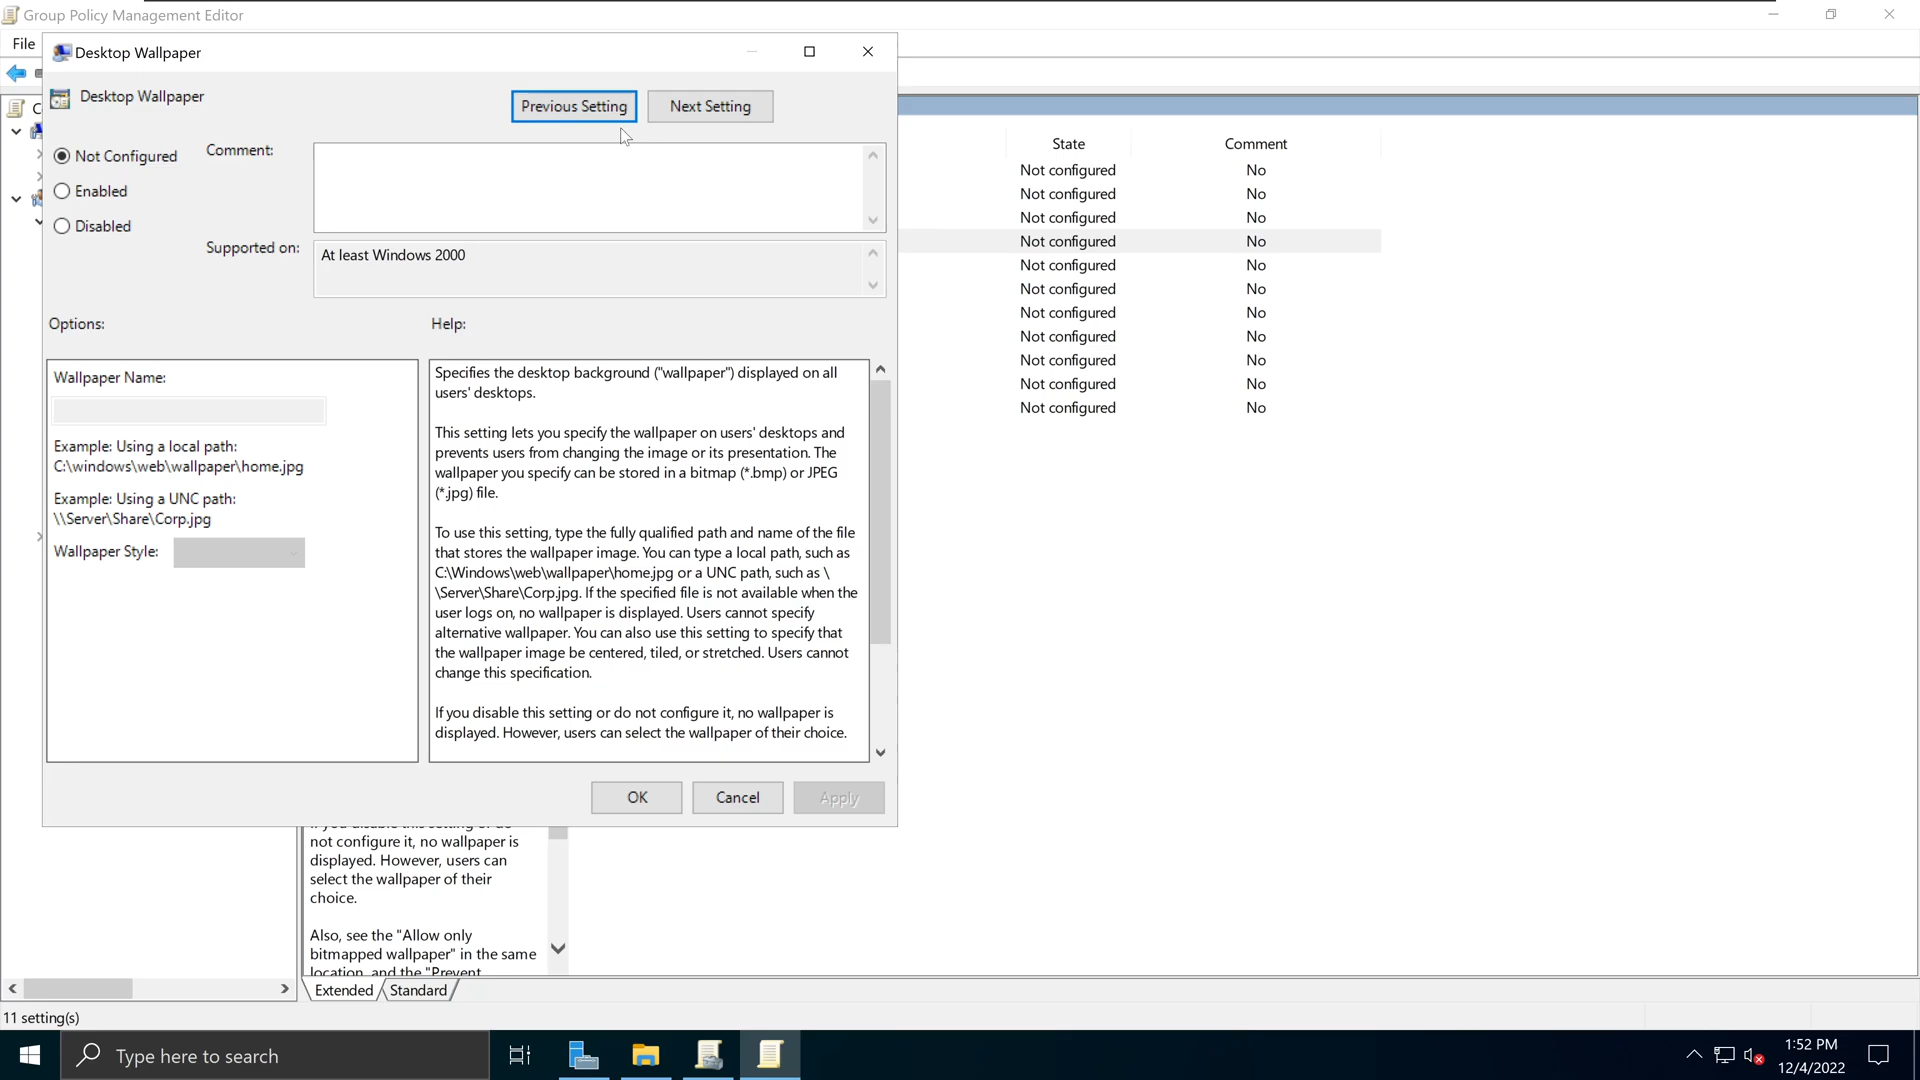 Group Policy Management Editor
File
Desktop Wallpaper
Desktop Wallpaper
Previous Setting
Next Setting
Not Configured
Enabled
Disabled
Comment:
Supported on:
At least Windows 2000
Options:
Help:
Wallpaper Name:
Example: Using a local path:
C:\windows\web\wallpaper\home.jpg
Example: Using a UNC path:
\\Server\Share\Corp.jpg
Wallpaper Style:
Specifies the desktop background ("wallpaper") displayed on all
users' desktops.
This setting lets you specify the wallpaper on users' desktops and
prevents users from changing the image or its presentation. The
wallpaper you specify can be stored in a bitmap (*.bmp) or JPEG
(*.jpg) file.
To use this setting, type the fully qualified path and name of the file
that stores the wallpaper image. You can type a local path, such as
C:\Windows\web\wallpaper\home.jpg or a UNC path, such as \
\Server\Share\Corp.jpg. If the specified file is not available when the
user logs on, no wallpaper is displayed. Users cannot specify
alternative wallpaper. You can also use this setting to specify that
the wallpaper image be centered, tiled, or stretched. Users cannot
change this specification.
If you disable this setting or do not configure it, no wallpaper is
displayed. However, users can select the wallpaper of their choice.
OK
Cancel
Apply
State Comment
Not configured No
Not configured No
Not configured No
Not configured No
Not configured No
Not configured No
Not configured No
Not configured No
Not configured No
Not configured No
Not configured No
If you disable this setting or do
not configure it, no wallpaper is
displayed. However, users can
select the wallpaper of their
choice.
Also, see the "Allow only
bitmapped wallpaper" in the same
location, and the "Prevent
Extended
Standard
11 setting(s)
Type here to search
1:52 PM
12/4/2022